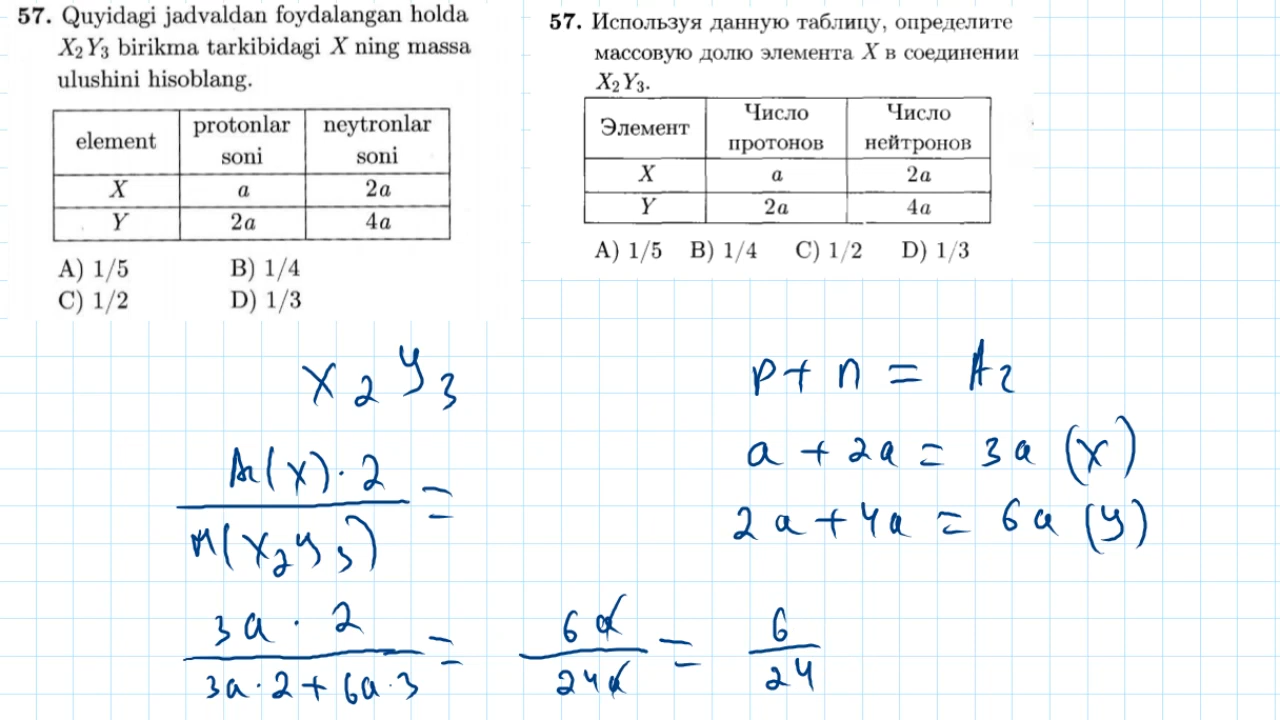 57. Quyidagi jadvaldan foydalangan holda
X₂Y₃ birikma tarkibidagi X ning massa
ulushini hisoblang.
element protonlar soni neytronlar soni
X a 2a
Y 2a 4a
A) 1/5 B) 1/4
C) 1/2 D) 1/3
57. Используя данную таблицу, определите
массовую долю элемента X в соединении
X₂Y₃.
Элемент Число протонов Число нейтронов
X a 2a
Y 2a 4a
A) 1/5 B) 1/4 C) 1/2 D) 1/3
X₂Y₃
Ar(X)·2 / M(X₂Y₃) =
3a·2 / 3a·2+6a·3 = 6a / 24a = 6 / 24
p+n = Ar
a+2a = 3a (X)
2a+4a = 6a (Y)